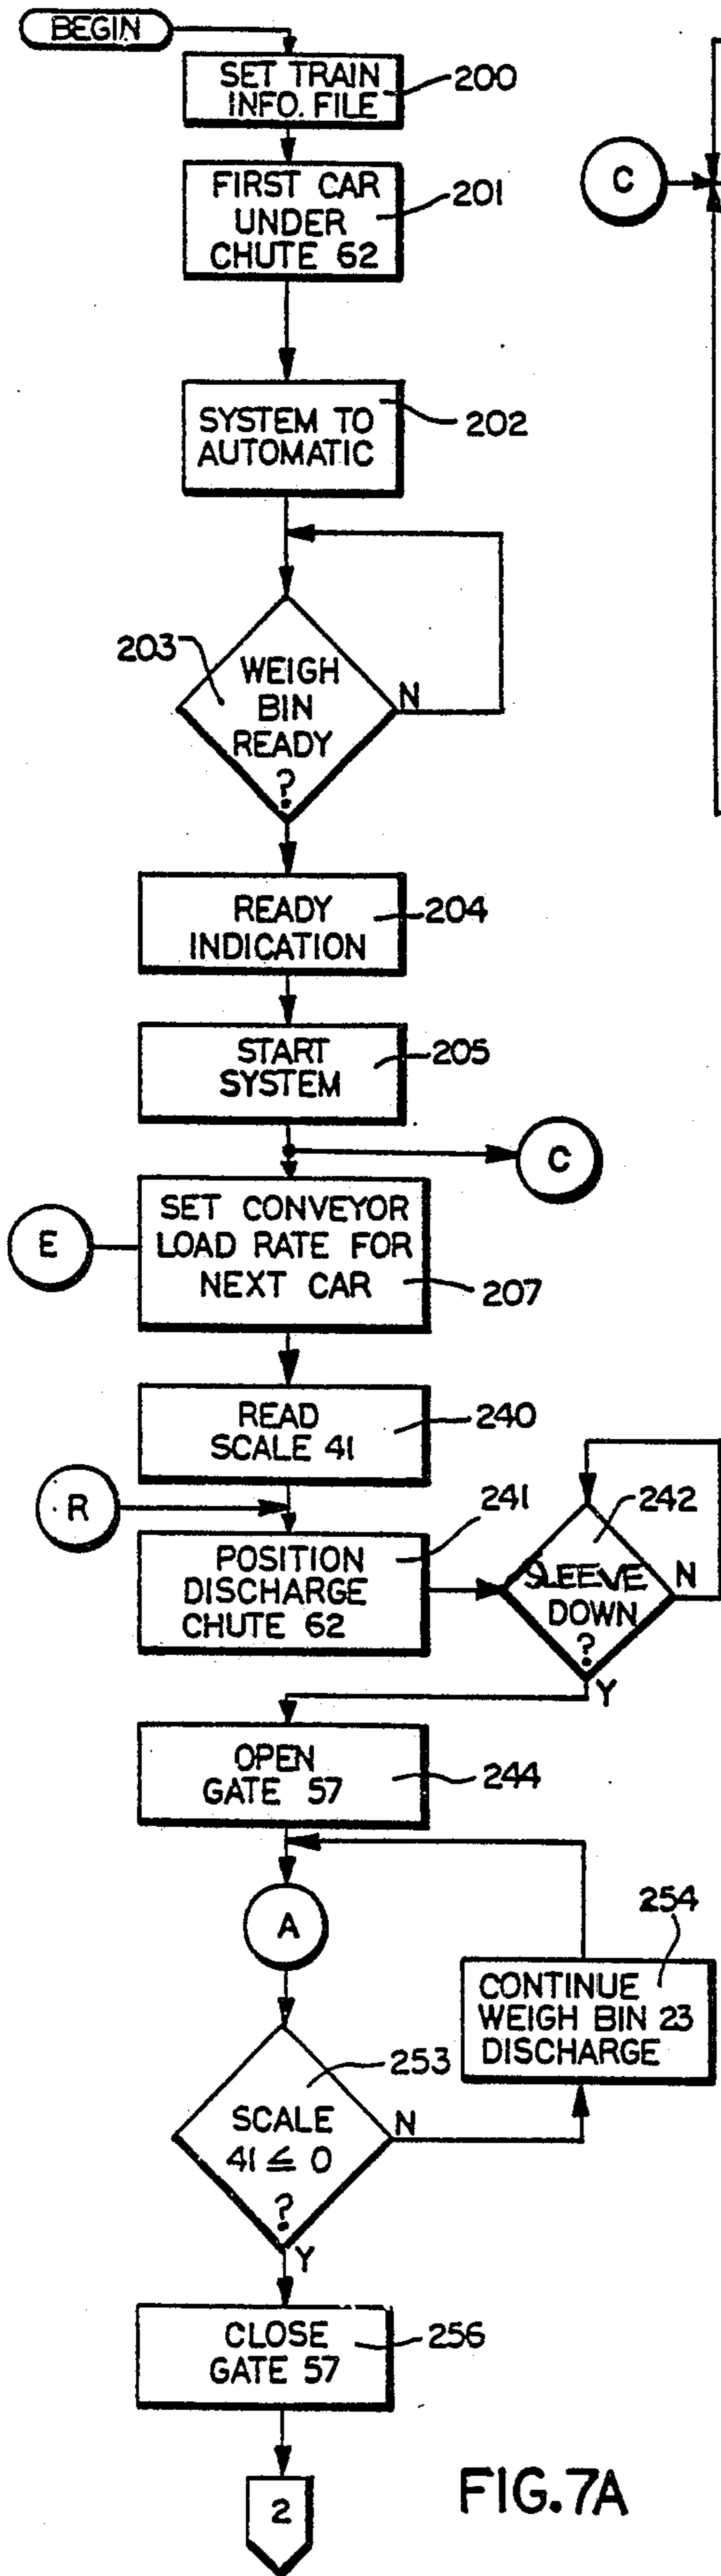 BEGIN
SET TRAIN
INFO. FILE
200
C
FIRST CAR
UNDER
CHUTE 62
201
SYSTEM TO
AUTOMATIC
202
203
WEIGH
BIN
READY
?
N
READY
INDICATION
204
START
SYSTEM
205
C
E
SET CONVEYOR
LOAD RATE FOR
NEXT CAR
207
READ
SCALE 41
240
R
POSITION
DISCHARGE
CHUTE 62
241
242
SLEEVE
DOWN
?
N
Y
OPEN
GATE 57
244
A
254
CONTINUE
WEIGH BIN 23
DISCHARGE
253
SCALE
41 ≤ 0
?
N
Y
CLOSE
GATE 57
256
2
FIG. 7A